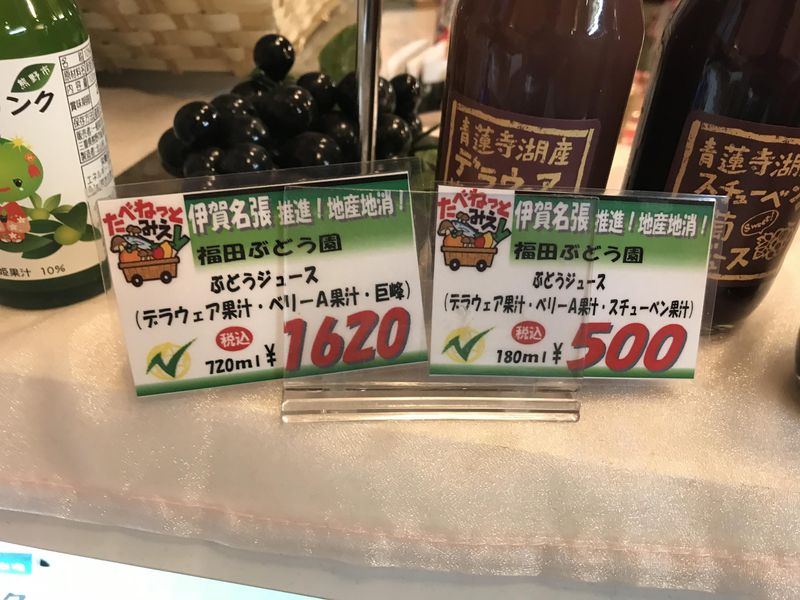 熊野市
ンク
姫果汁 10%
青蓮寺湖産
デラウェア
青蓮寺湖産
スチューベン
Sweet!
ース
たべねっと
みえ
伊賀名張 推進!地産地消!
福田ぶどう園
ぶどうジュース
(デラウェア果汁・ベリーA果汁・巨峰)
税込
720ml ¥1620
たべねっと
みえ
伊賀名張 推進!地産地消!
福田ぶどう園
ぶどうジュース
(デラウェア果汁・ベリーA果汁・スチューベン果汁)
税込
180ml ¥500